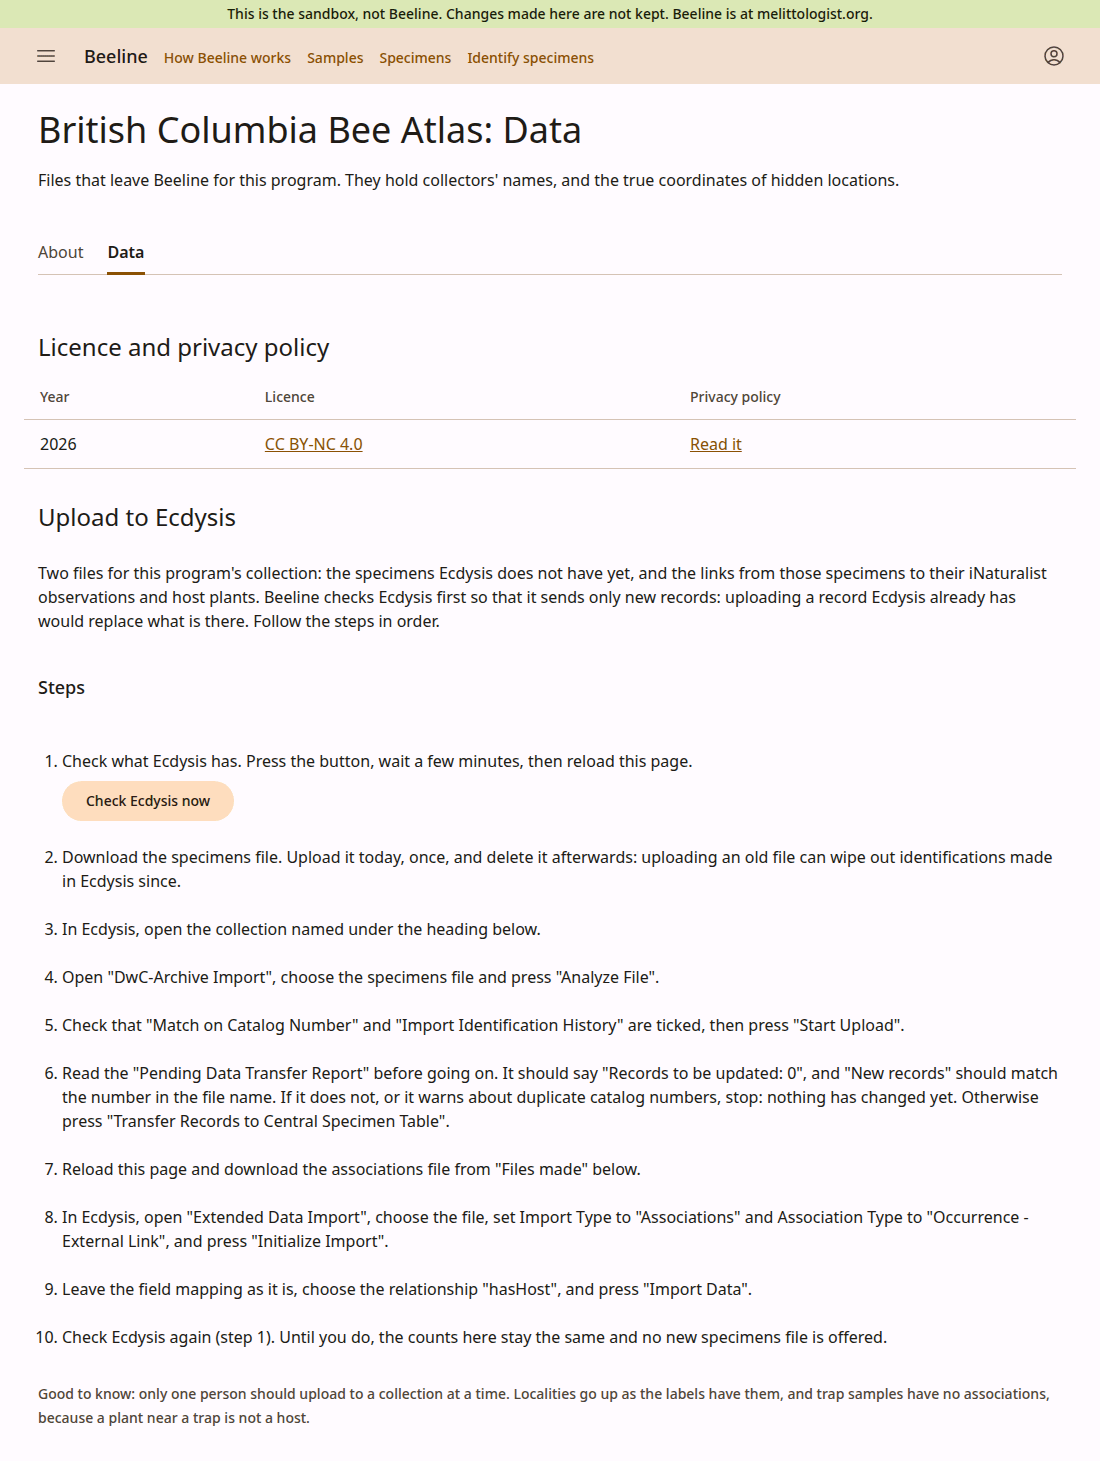 This is the sandbox, not Beeline. Changes made here are not kept. Beeline is at melittologist.org.
Beeline How Beeline works Samples Specimens Identify specimens
British Columbia Bee Atlas: Data
Files that leave Beeline for this program. They hold collectors' names, and the true coordinates of hidden locations.
About Data
Licence and privacy policy
Year Licence Privacy policy
2026 CC BY-NC 4.0 Read it
Upload to Ecdysis
Two files for this program's collection: the specimens Ecdysis does not have yet, and the links from those specimens to their iNaturalist
observations and host plants. Beeline checks Ecdysis first so that it sends only new records: uploading a record Ecdysis already has
would replace what is there. Follow the steps in order.
Steps
1. Check what Ecdysis has. Press the button, wait a few minutes, then reload this page.
Check Ecdysis now
2. Download the specimens file. Upload it today, once, and delete it afterwards: uploading an old file can wipe out identifications made
in Ecdysis since.
3. In Ecdysis, open the collection named under the heading below.
4. Open "DwC-Archive Import", choose the specimens file and press "Analyze File".
5. Check that "Match on Catalog Number" and "Import Identification History" are ticked, then press "Start Upload".
6. Read the "Pending Data Transfer Report" before going on. It should say "Records to be updated: 0", and "New records" should match
the number in the file name. If it does not, or it warns about duplicate catalog numbers, stop: nothing has changed yet. Otherwise
press "Transfer Records to Central Specimen Table".
7. Reload this page and download the associations file from "Files made" below.
8. In Ecdysis, open "Extended Data Import", choose the file, set Import Type to "Associations" and Association Type to "Occurrence -
External Link", and press "Initialize Import".
9. Leave the field mapping as it is, choose the relationship "hasHost", and press "Import Data".
10. Check Ecdysis again (step 1). Until you do, the counts here stay the same and no new specimens file is offered.
Good to know: only one person should upload to a collection at a time. Localities go up as the labels have them, and trap samples have no associations,
because a plant near a trap is not a host.